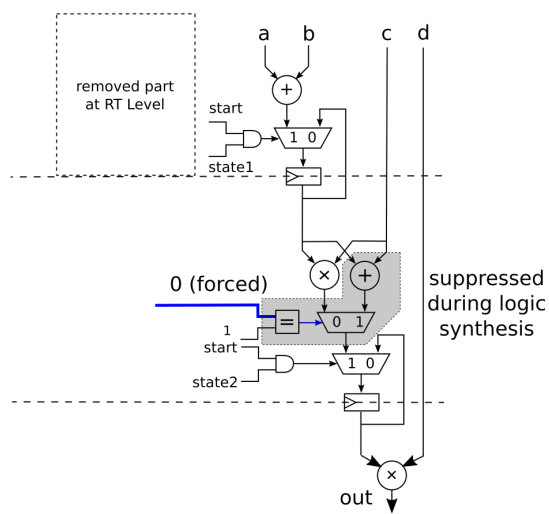 a b c d
removed part
at RT Level
+
start
1 0
state1
× +
0 (forced)
suppressed
during logic
synthesis
= 0 1
1
start
1 0
state2
×
out